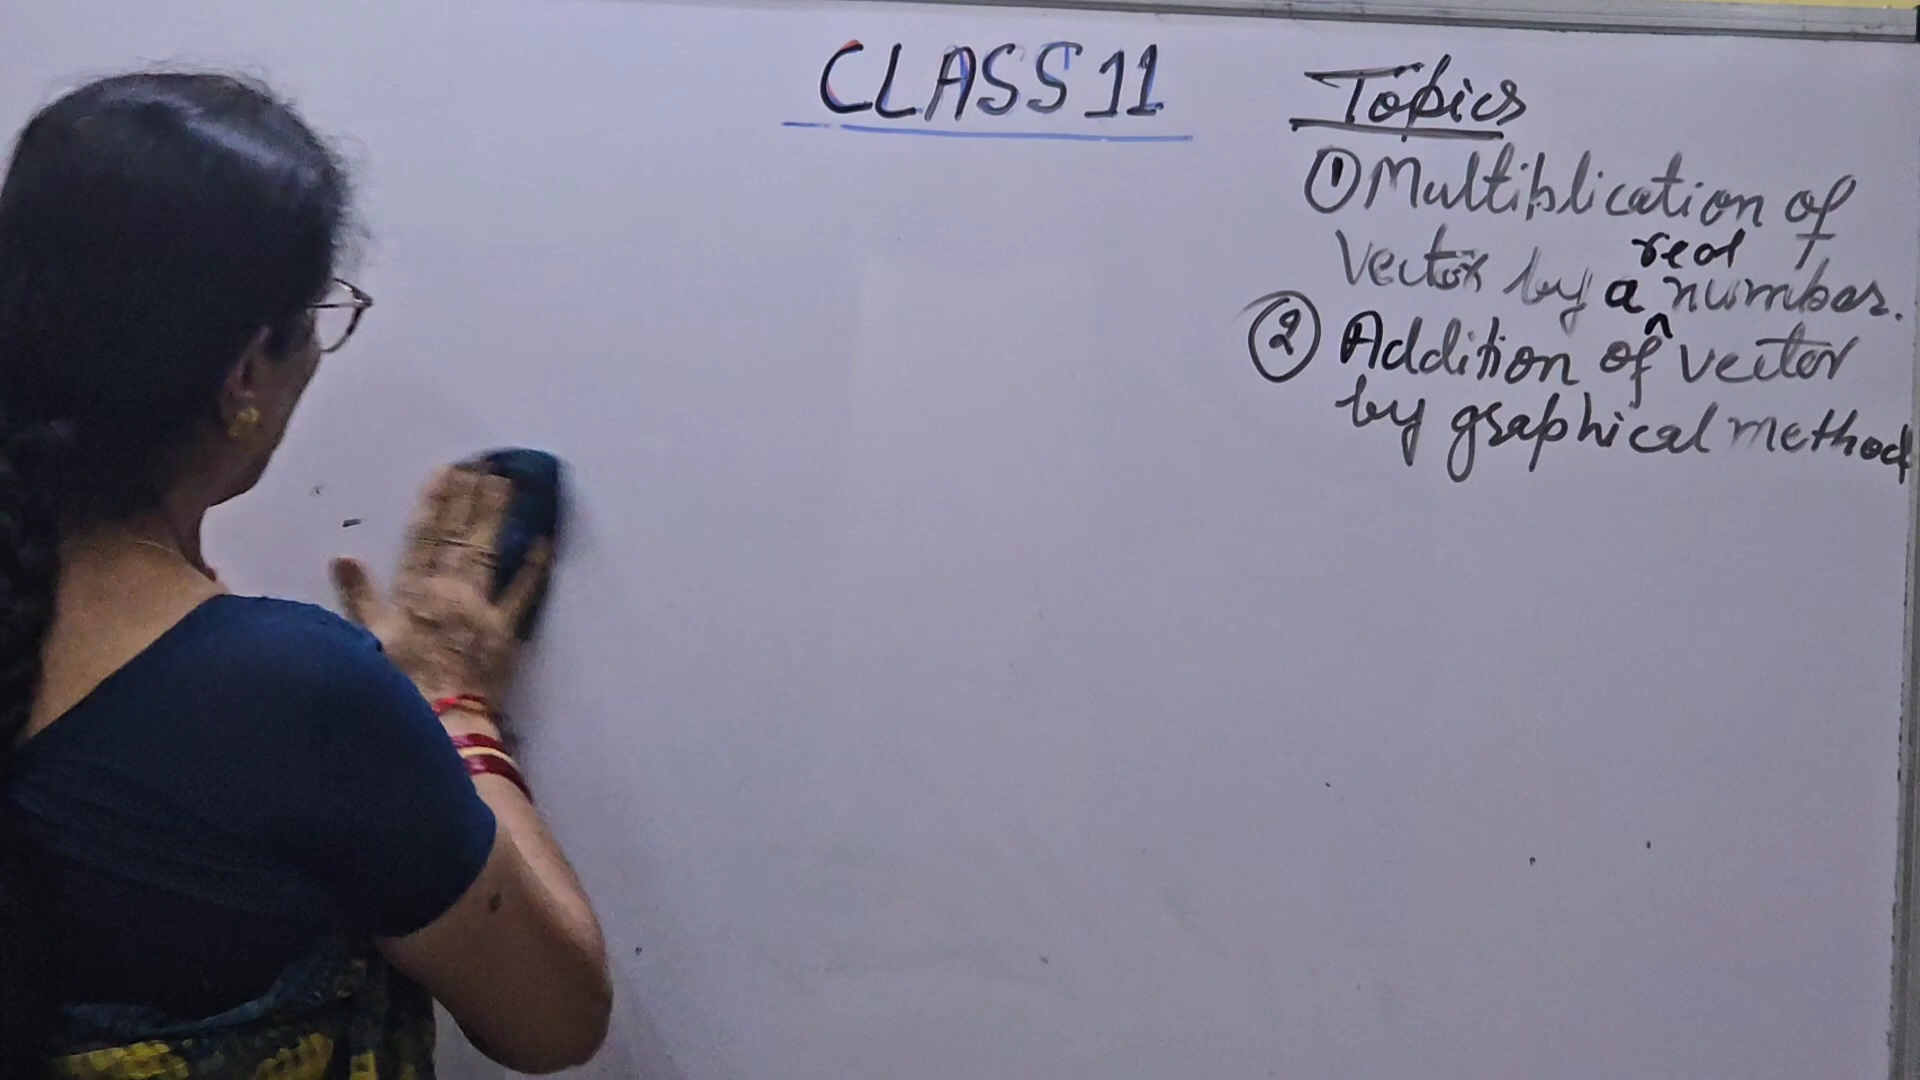 CLASS 11
Topics
① Multiplication of
Vector by a real number.
② Addition of vector
by graphical method